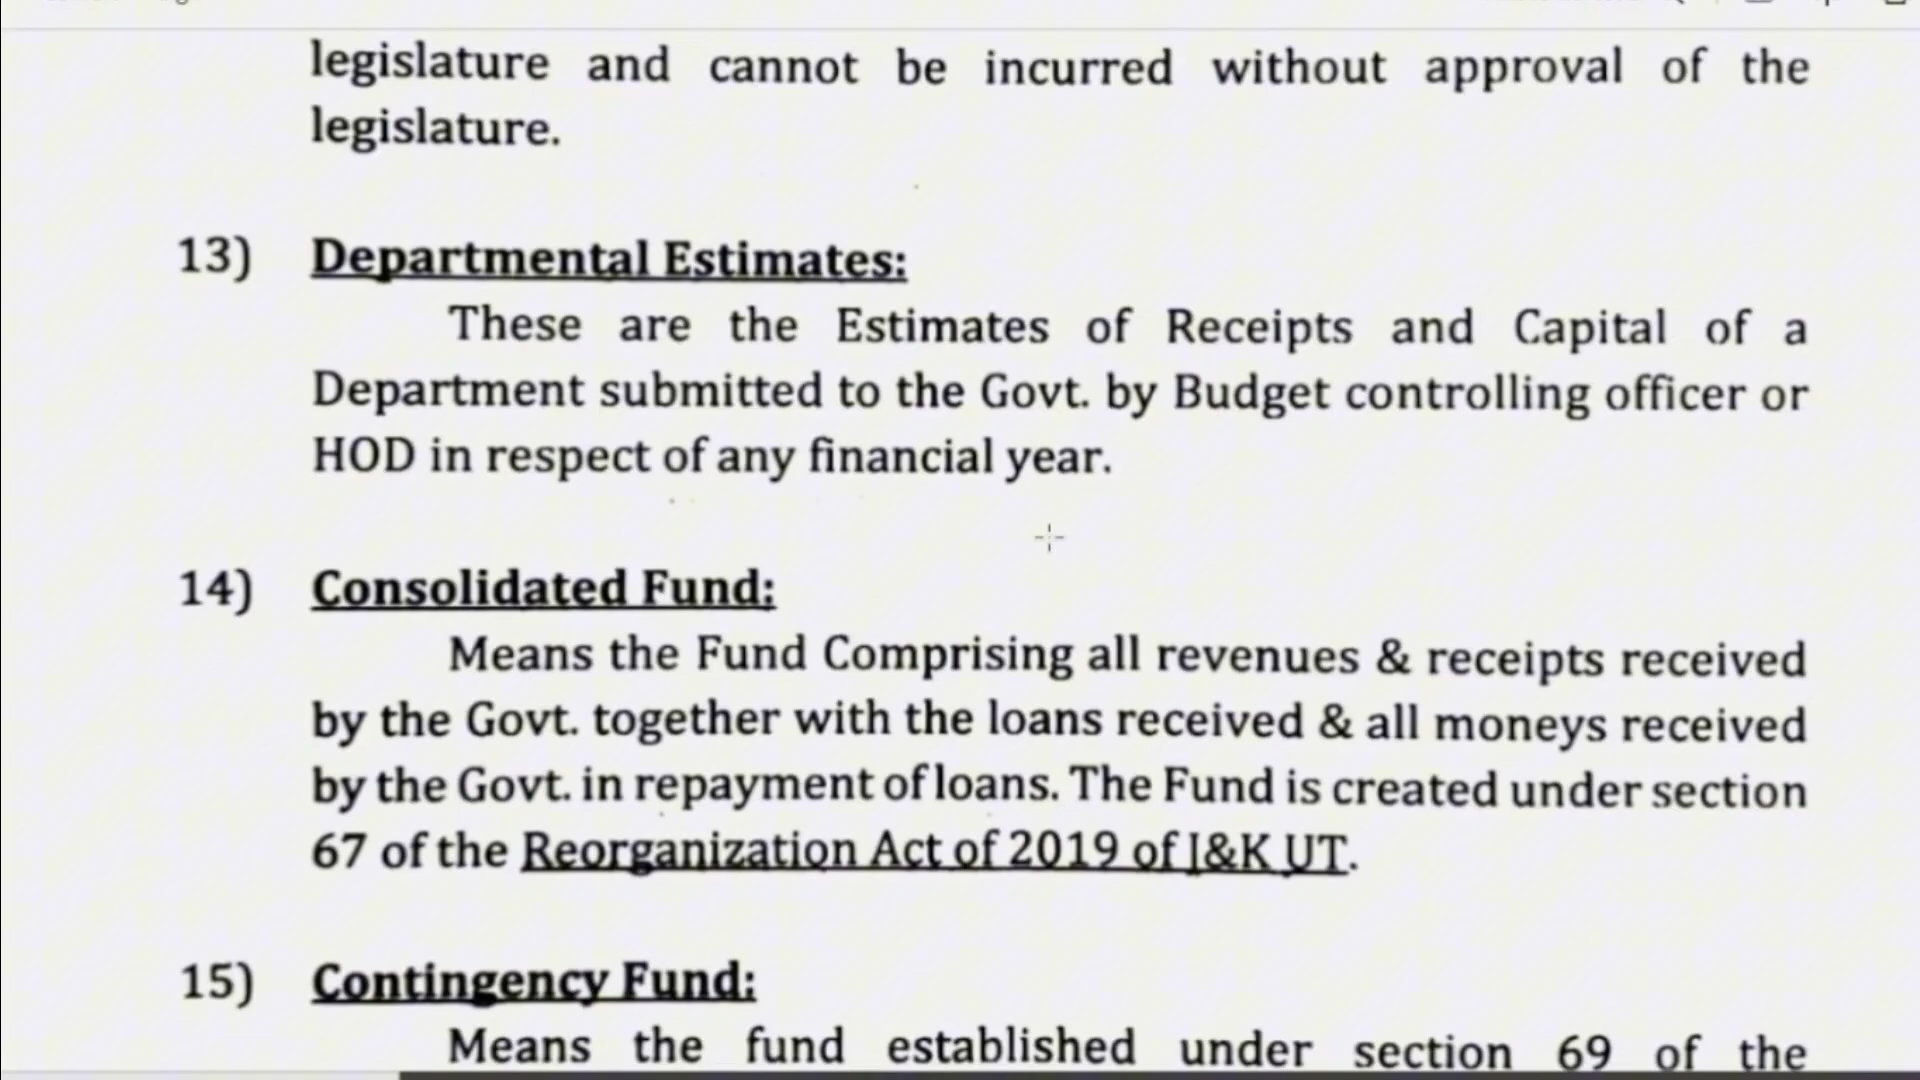 legislature and cannot be incurred without approval of the
legislature.
13) Departmental Estimates:
These are the Estimates of Receipts and Capital of a
Department submitted to the Govt. by Budget controlling officer or
HOD in respect of any financial year.
14) Consolidated Fund:
Means the Fund Comprising all revenues & receipts received
by the Govt. together with the loans received & all moneys received
by the Govt. in repayment of loans. The Fund is created under section
67 of the Reorganization Act of 2019 of J&K UT.
15) Contingency Fund:
Means the fund established under section 69 of the